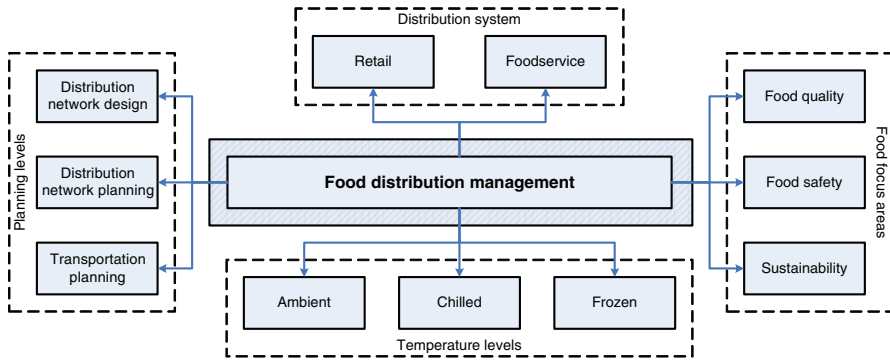 Distribution system
Retail
Foodservice
Planning levels
Distribution
network design
Distribution
network planning
Transportation
planning
Food distribution management
Food quality
Food safety
Sustainability
Food focus areas
Ambient
Chilled
Frozen
Temperature levels